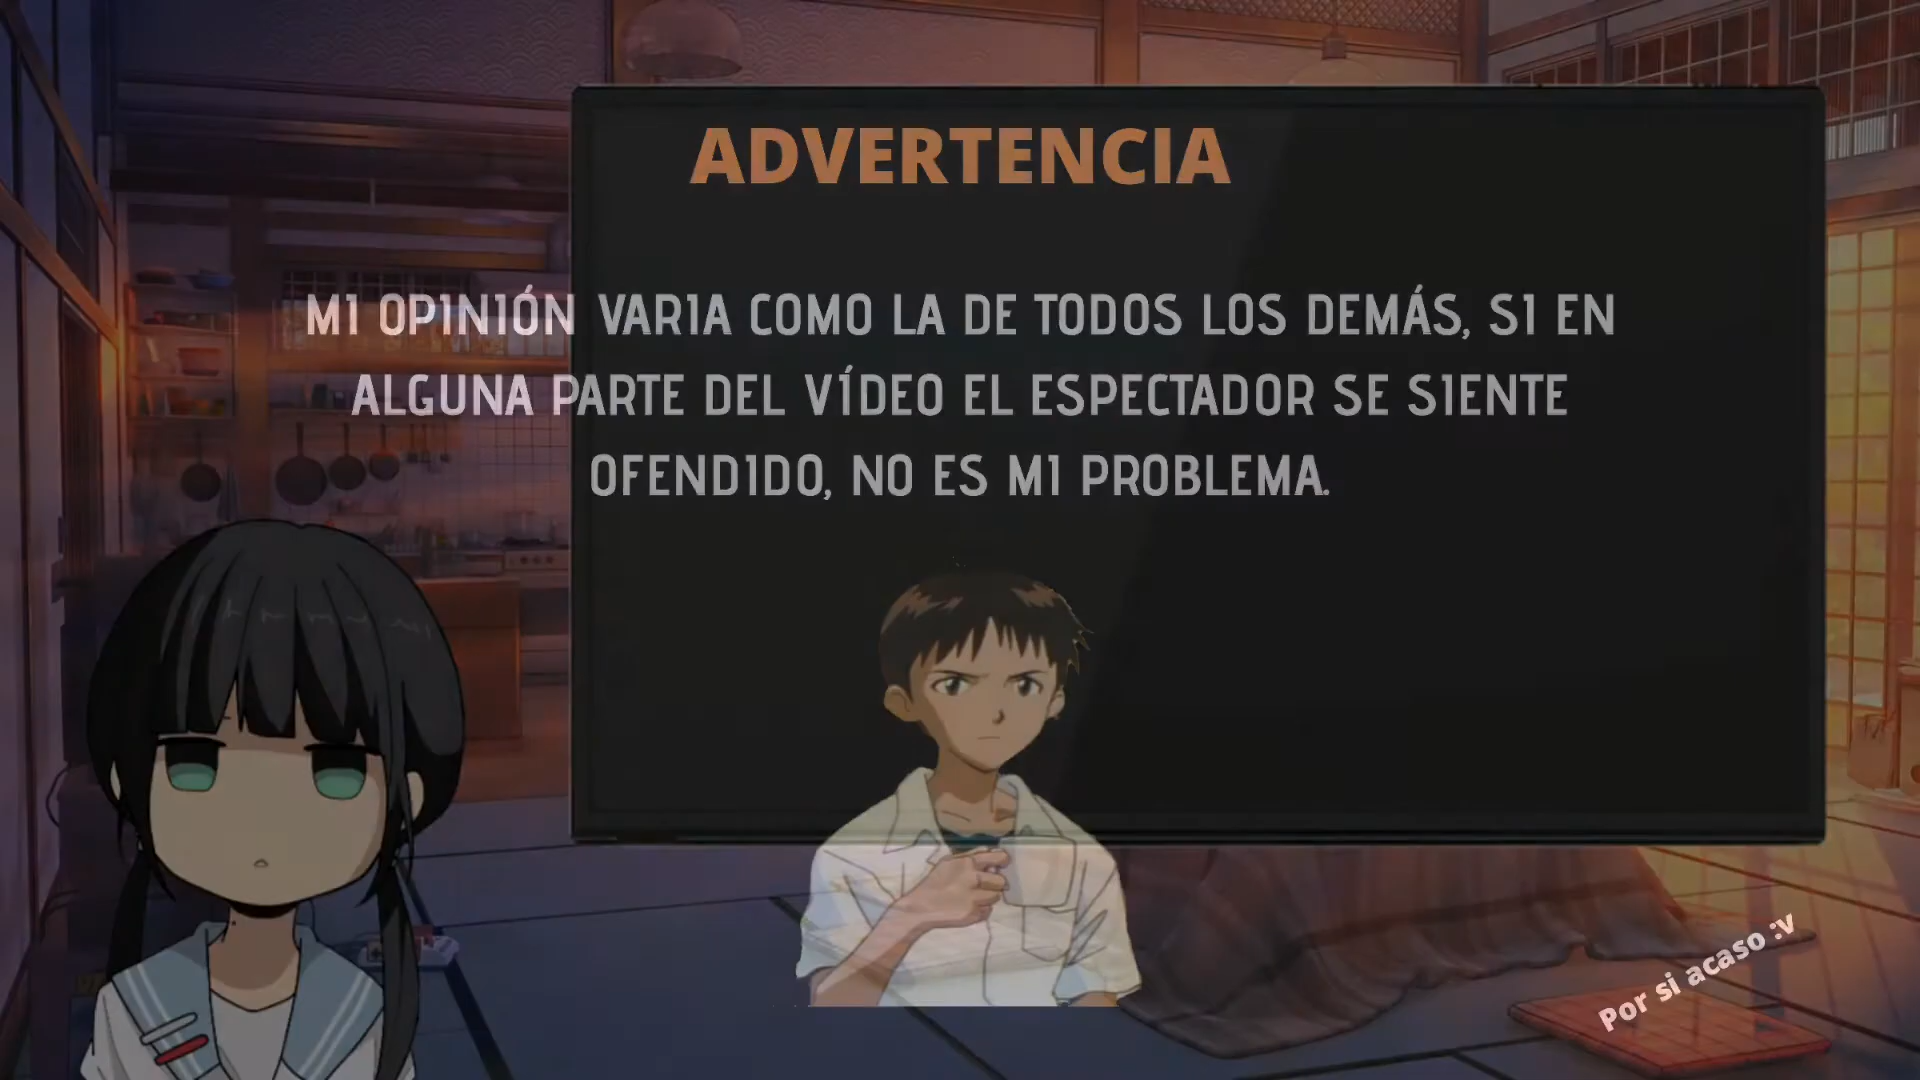 ADVERTENCIA
MI OPINIÓN VARIA COMO LA DE TODOS LOS DEMÁS, SI EN
ALGUNA PARTE DEL VÍDEO EL ESPECTADOR SE SIENTE
OFENDIDO, NO ES MI PROBLEMA.
Por si acaso :v